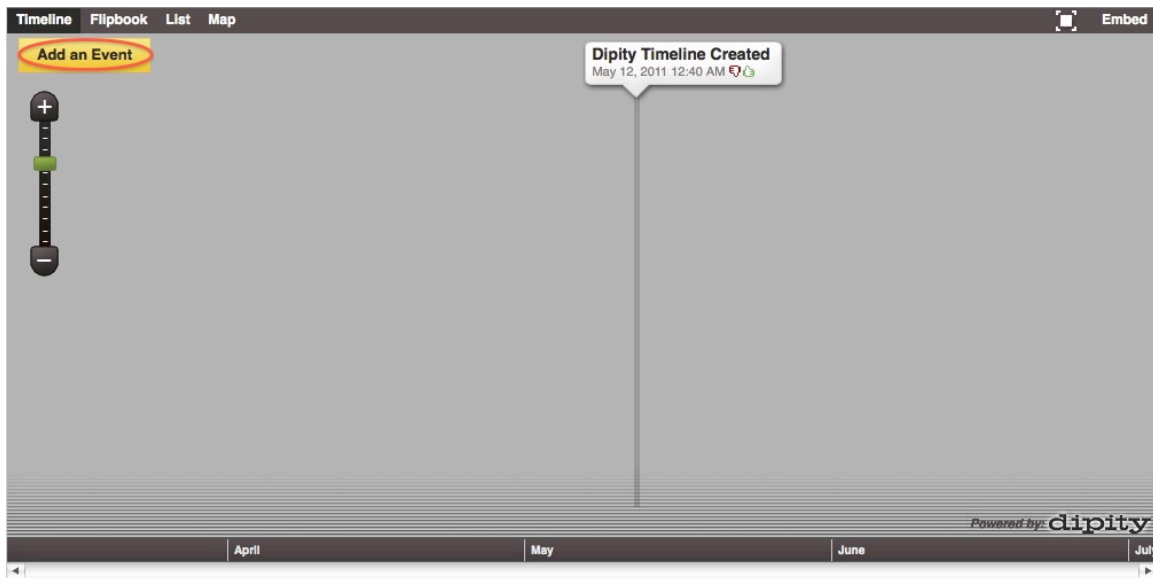 Timeline Flipbook List Map Embed
Add an Event
Dipity Timeline Created
May 12, 2011 12:40 AM
+
−
Powered by: dipity
April May June July